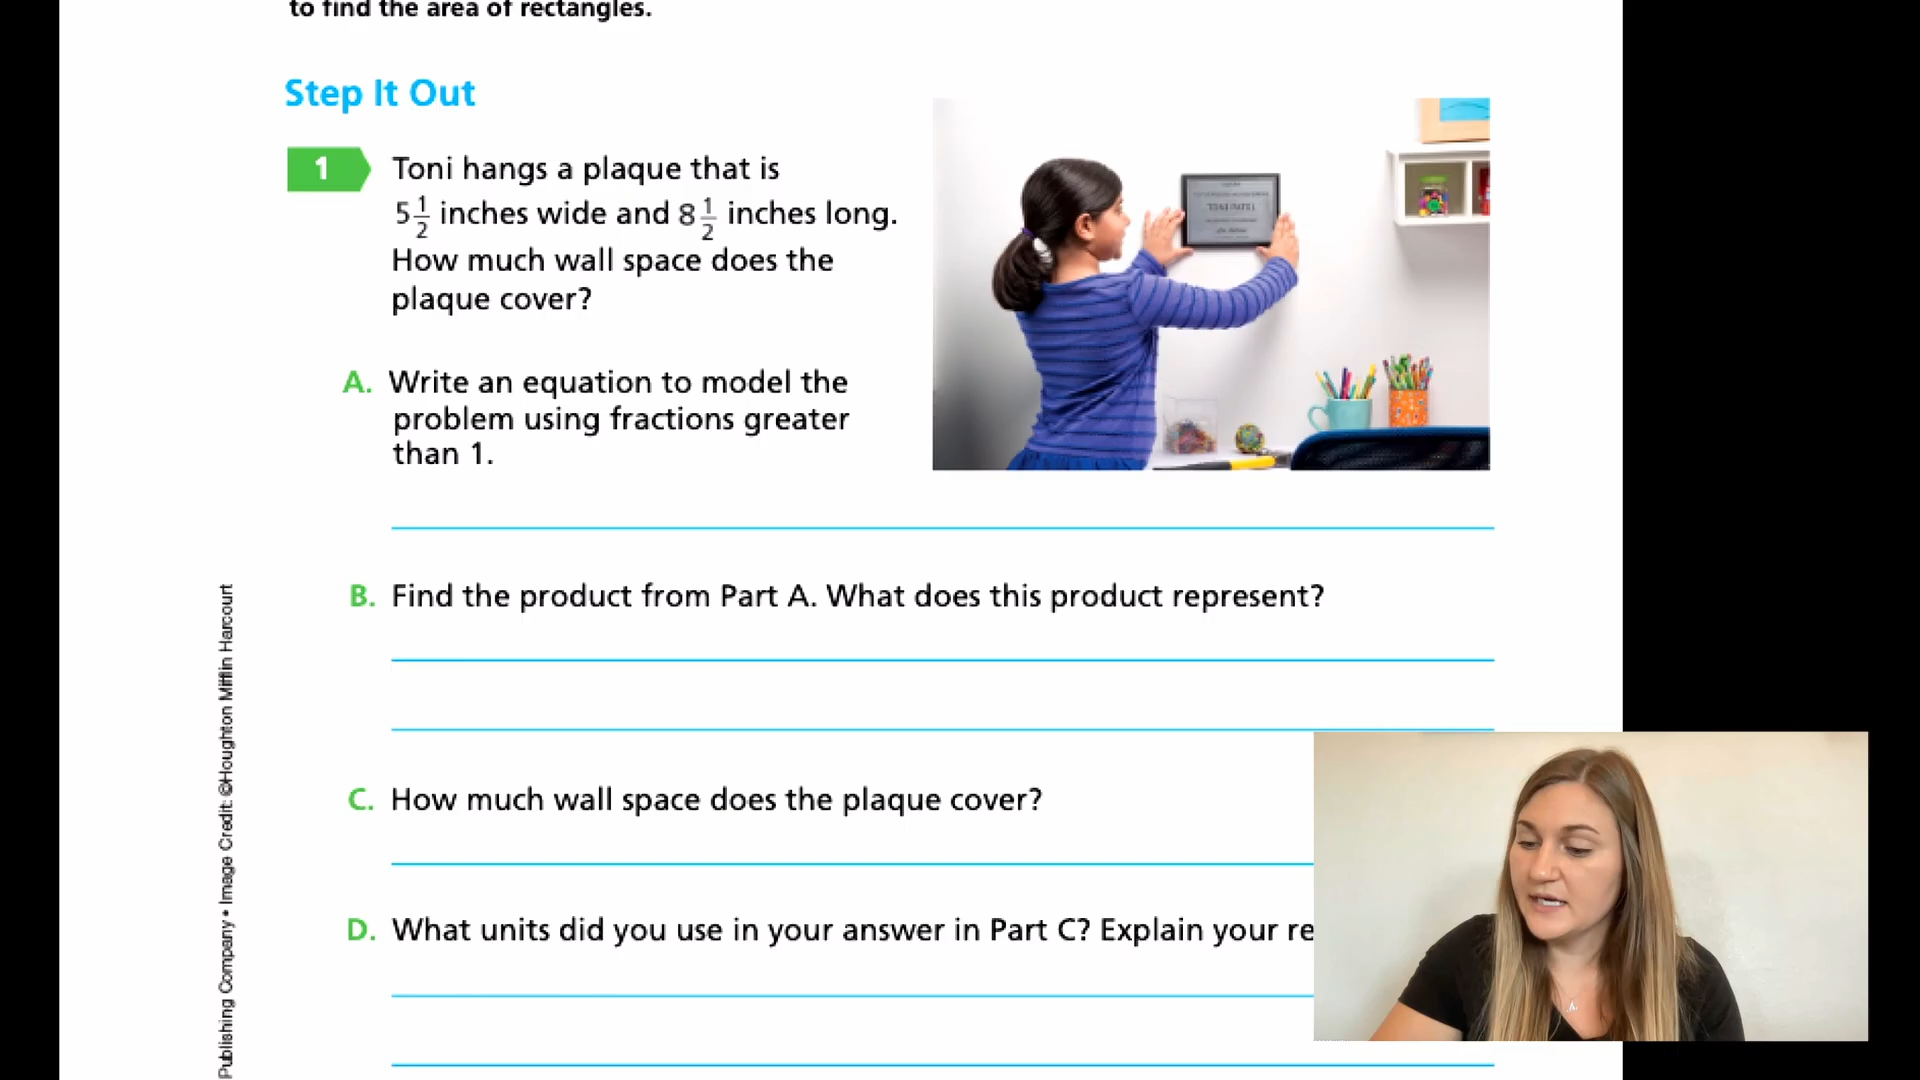 to find the area of rectangles.
Step It Out
1
Toni hangs a plaque that is
5 1/2 inches wide and 8 1/2 inches long.
How much wall space does the
plaque cover?
TONI PATEL
A. Write an equation to model the
problem using fractions greater
than 1.
B. Find the product from Part A. What does this product represent?
C. How much wall space does the plaque cover?
D. What units did you use in your answer in Part C? Explain your re
Publishing Company • Image Credit: ©Houghton Mifflin Harcourt